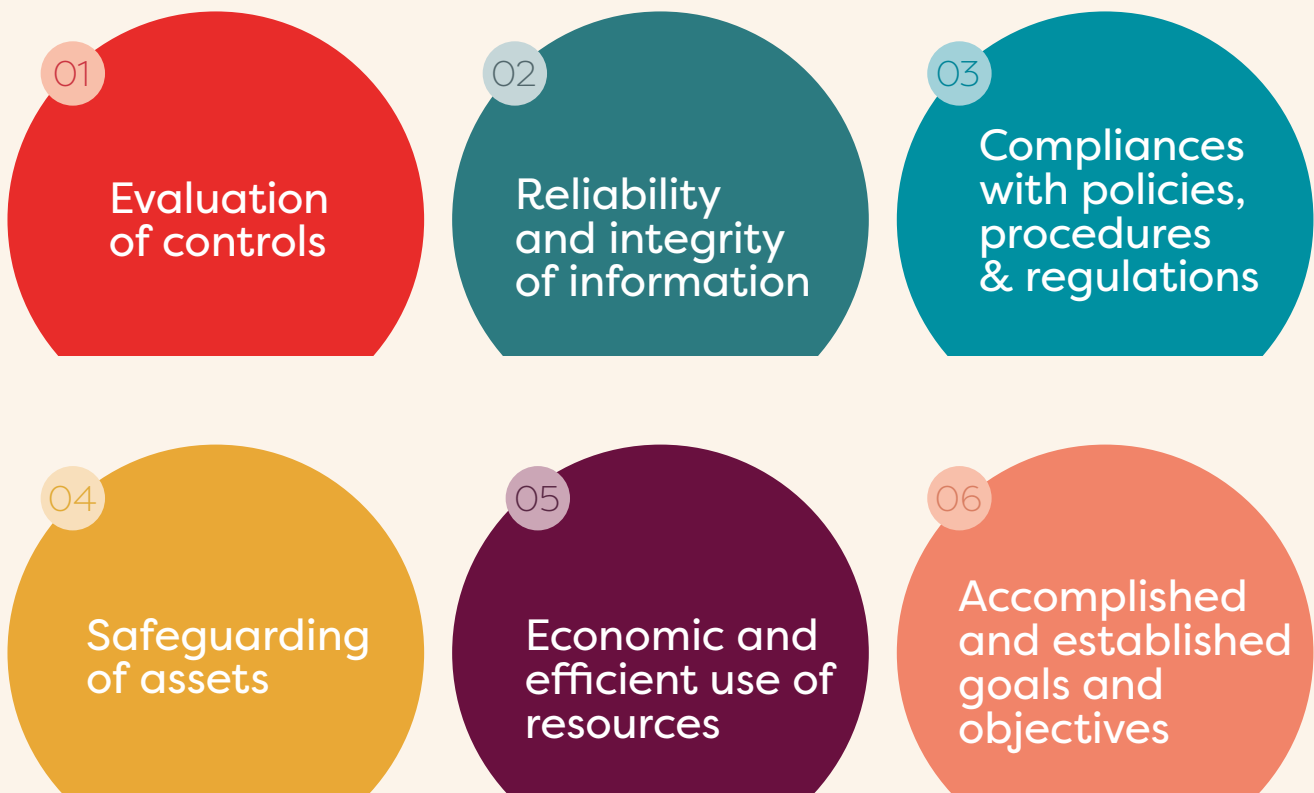 01
Evaluation
of controls
02
Reliability
and integrity
of information
03
Compliances
with policies,
procedures
& regulations
04
Safeguarding
of assets
05
Economic and
efficient use of
resources
06
Accomplished
and established
goals and
objectives